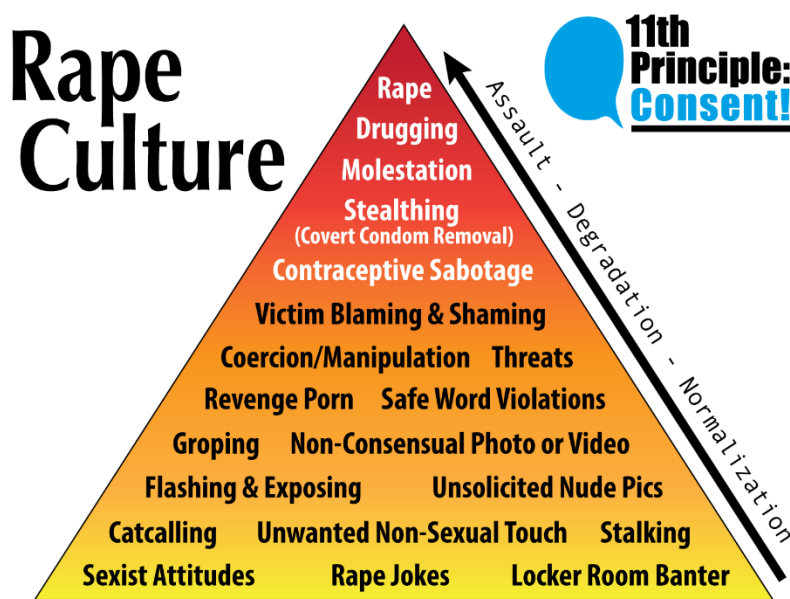 Rape
Culture
11th
Principle:
Consent!
Assault - Degradation - Normalization
Rape
Drugging
Molestation
Stealthing
(Covert Condom Removal)
Contraceptive Sabotage
Victim Blaming & Shaming
Coercion/Manipulation Threats
Revenge Porn Safe Word Violations
Groping Non-Consensual Photo or Video
Flashing & Exposing Unsolicited Nude Pics
Catcalling Unwanted Non-Sexual Touch Stalking
Sexist Attitudes Rape Jokes Locker Room Banter